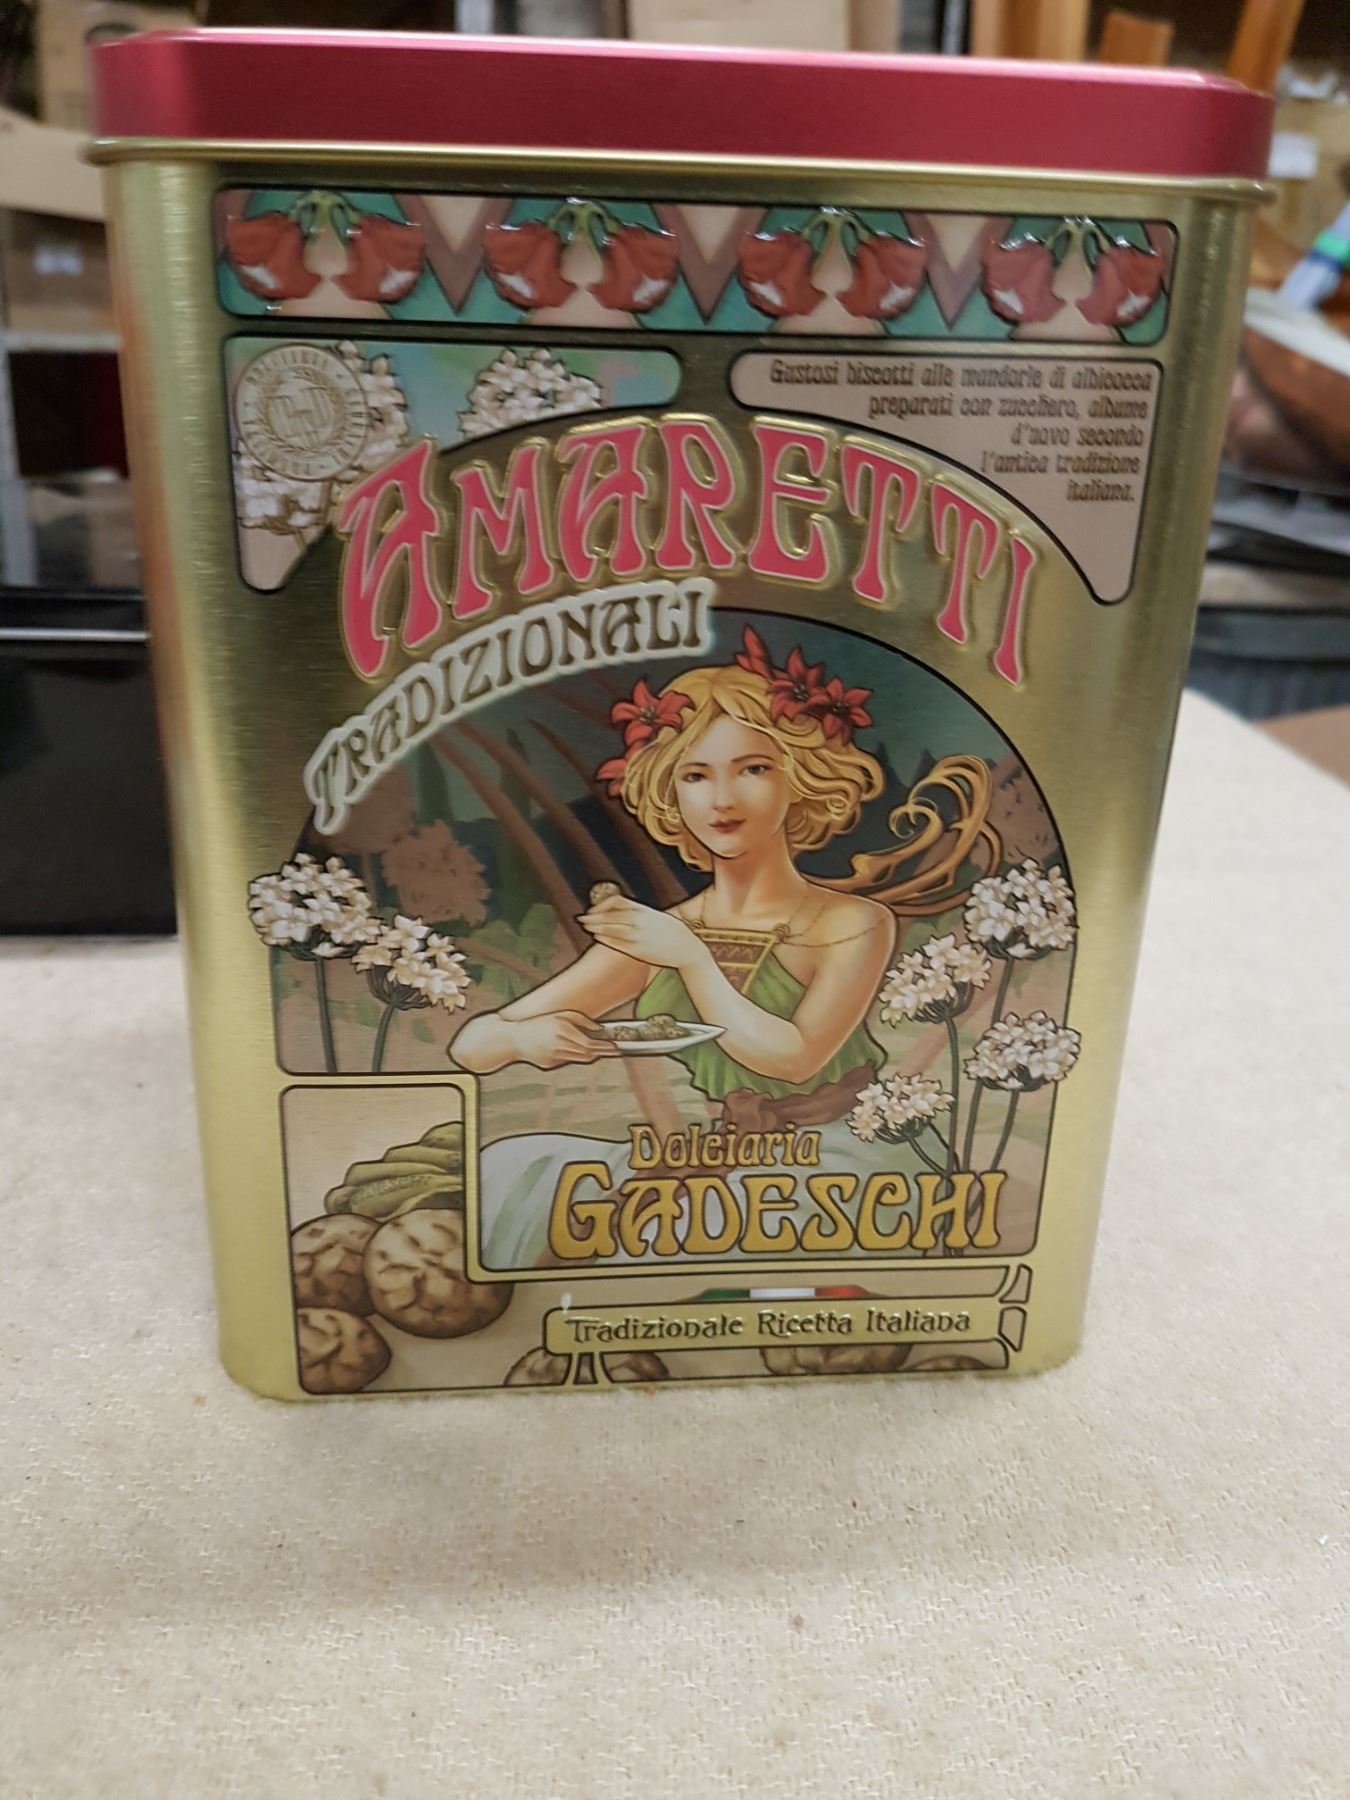 Gustosi biscotti alle mandorle di albicocca
preparati con zucchero, albume
d'uovo secondo
l'antica tradizione
italiana.
AMARETTI
TRADIZIONALI
GADESCHI
Dolciaria
GADESCHI
Tradizionale Ricetta Italiana